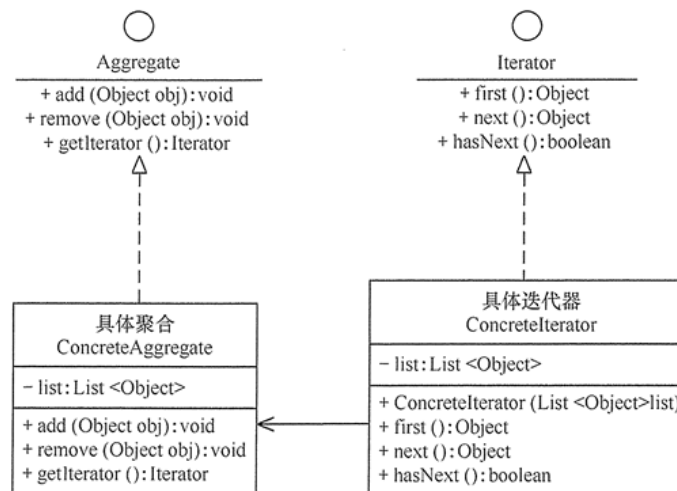 Aggregate
+ add (Object obj):void
+ remove (Object obj):void
+ getIterator ():Iterator
Iterator
+ first ():Object
+ next ():Object
+ hasNext ():boolean
具体聚合
ConcreteAggregate
- list:List <Object>
+ add (Object obj):void
+ remove (Object obj):void
+ getIterator ():Iterator
具体迭代器
ConcreteIterator
- list:List <Object>
+ ConcreteIterator (List <Object>list)
+ first ():Object
+ next ():Object
+ hasNext ():boolean